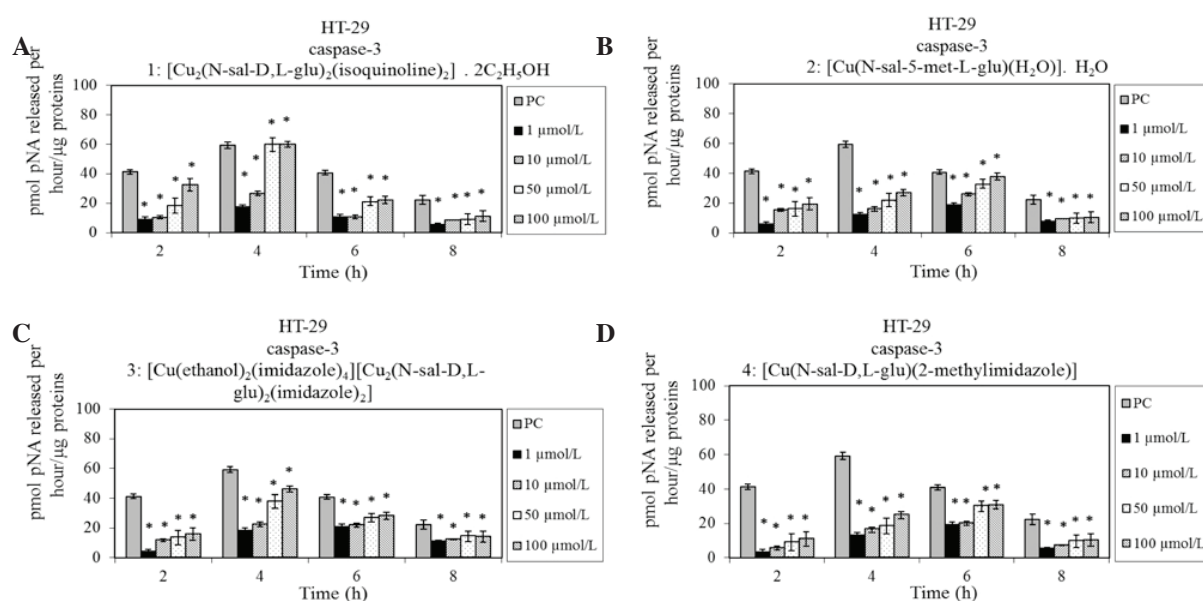 A
HT-29
caspase-3
1: [Cu₂(N-sal-D,L-glu)₂(isoquinoline)₂] . 2C₂H₅OH
pmol pNA released per
hour/µg proteins
100
80
60
40
20
0
* * * *
* * * *
* * * *
* * * *
2 4 6 8
Time (h)
PC
1 µmol/L
10 µmol/L
50 µmol/L
100 µmol/L
B
HT-29
caspase-3
2: [Cu(N-sal-5-met-L-glu)(H₂O)]. H₂O
pmol pNA released per
hour/µg proteins
100
80
60
40
20
0
* * * *
* * * *
* * * *
* * * *
2 4 6 8
Time (h)
PC
1 µmol/L
10 µmol/L
50 µmol/L
100 µmol/L
C
HT-29
caspase-3
3: [Cu(ethanol)₂(imidazole)₄][Cu₂(N-sal-D,L-
glu)₂(imidazole)₂]
pmol pNA released per
hour/µg proteins
100
80
60
40
20
0
* * * *
* * * *
* * * *
* * * *
2 4 6 8
Time (h)
PC
1 µmol/L
10 µmol/L
50 µmol/L
100 µmol/L
D
HT-29
caspase-3
4: [Cu(N-sal-D,L-glu)(2-methylimidazole)]
pmol pNA released per
hour/µg proteins
100
80
60
40
20
0
* * * *
* * * *
* * * *
* * * *
2 4 6 8
Time (h)
PC
1 µmol/L
10 µmol/L
50 µmol/L
100 µmol/L